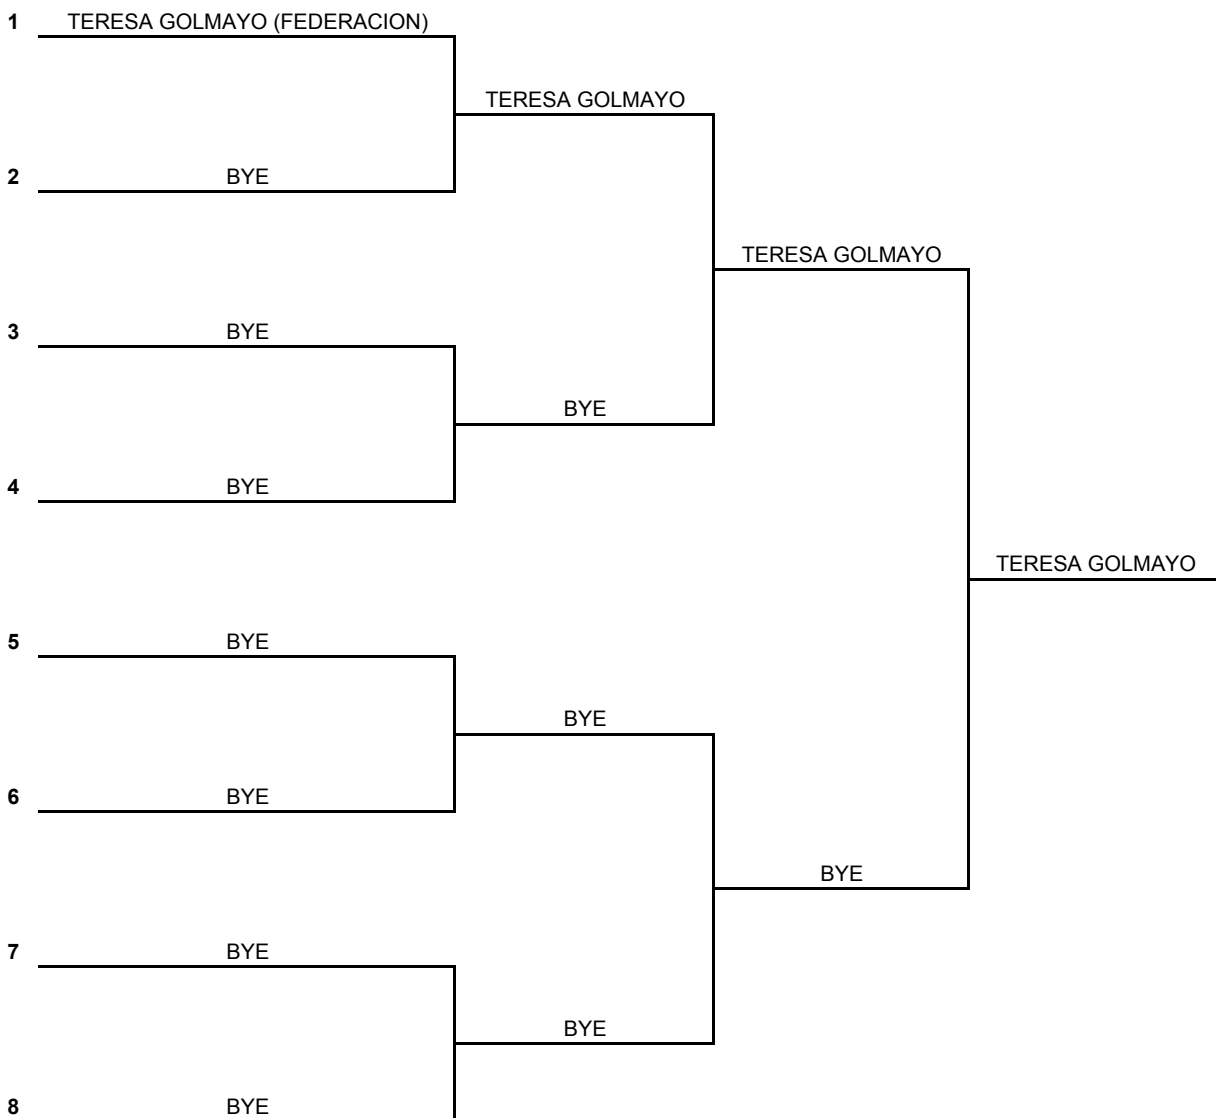 1 TERESA GOLMAYO (FEDERACION)
TERESA GOLMAYO
2 BYE
TERESA GOLMAYO
3 BYE
BYE
4 BYE
TERESA GOLMAYO
5 BYE
BYE
6 BYE
BYE
7 BYE
BYE
8 BYE